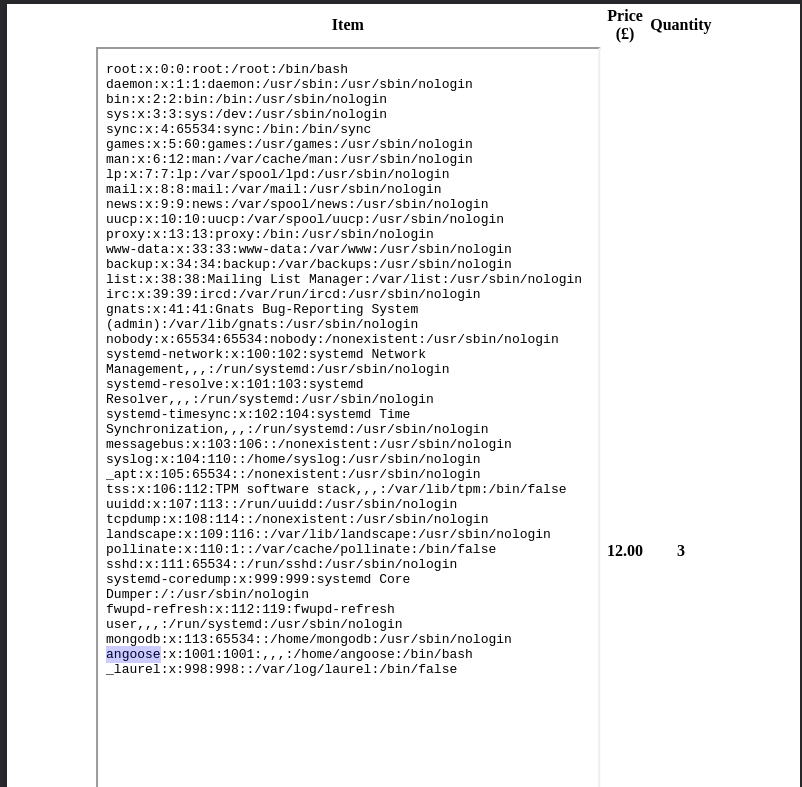 Item Price (£) Quantity
root:x:0:0:root:/root:/bin/bash
daemon:x:1:1:daemon:/usr/sbin:/usr/sbin/nologin
bin:x:2:2:bin:/bin:/usr/sbin/nologin
sys:x:3:3:sys:/dev:/usr/sbin/nologin
sync:x:4:65534:sync:/bin:/bin/sync
games:x:5:60:games:/usr/games:/usr/sbin/nologin
man:x:6:12:man:/var/cache/man:/usr/sbin/nologin
lp:x:7:7:lp:/var/spool/lpd:/usr/sbin/nologin
mail:x:8:8:mail:/var/mail:/usr/sbin/nologin
news:x:9:9:news:/var/spool/news:/usr/sbin/nologin
uucp:x:10:10:uucp:/var/spool/uucp:/usr/sbin/nologin
proxy:x:13:13:proxy:/bin:/usr/sbin/nologin
www-data:x:33:33:www-data:/var/www:/usr/sbin/nologin
backup:x:34:34:backup:/var/backups:/usr/sbin/nologin
list:x:38:38:Mailing List Manager:/var/list:/usr/sbin/nologin
irc:x:39:39:ircd:/var/run/ircd:/usr/sbin/nologin
gnats:x:41:41:Gnats Bug-Reporting System
(admin):/var/lib/gnats:/usr/sbin/nologin
nobody:x:65534:65534:nobody:/nonexistent:/usr/sbin/nologin
systemd-network:x:100:102:systemd Network
Management,,,:/run/systemd:/usr/sbin/nologin
systemd-resolve:x:101:103:systemd
Resolver,,,:/run/systemd:/usr/sbin/nologin
systemd-timesync:x:102:104:systemd Time
Synchronization,,,:/run/systemd:/usr/sbin/nologin
messagebus:x:103:106::/nonexistent:/usr/sbin/nologin
syslog:x:104:110::/home/syslog:/usr/sbin/nologin
_apt:x:105:65534::/nonexistent:/usr/sbin/nologin
tss:x:106:112:TPM software stack,,,:/var/lib/tpm:/bin/false
uuidd:x:107:113::/run/uuidd:/usr/sbin/nologin
tcpdump:x:108:114::/nonexistent:/usr/sbin/nologin
landscape:x:109:116::/var/lib/landscape:/usr/sbin/nologin
pollinate:x:110:1::/var/cache/pollinate:/bin/false
sshd:x:111:65534::/run/sshd:/usr/sbin/nologin
systemd-coredump:x:999:999:systemd Core
Dumper:/:/usr/sbin/nologin
fwupd-refresh:x:112:119:fwupd-refresh
user,,,:/run/systemd:/usr/sbin/nologin
mongodb:x:113:65534::/home/mongodb:/usr/sbin/nologin
angoose:x:1001:1001:,,,:/home/angoose:/bin/bash
_laurel:x:998:998::/var/log/laurel:/bin/false
12.00 3